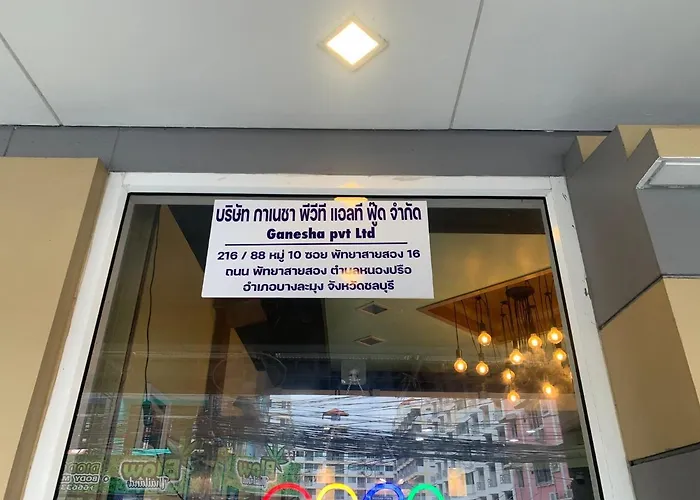 บริษัท กาเนชา พีวีที แอลที ฟู๊ด จำกัด
Ganesha pvt Ltd
216 / 88 หมู่ 10 ซอย พัทยาสายสอง 16
ถนน พัทยาสายสอง ตำบลหนองปรือ
อำเภอบางละมุง จังหวัดชลบุรี